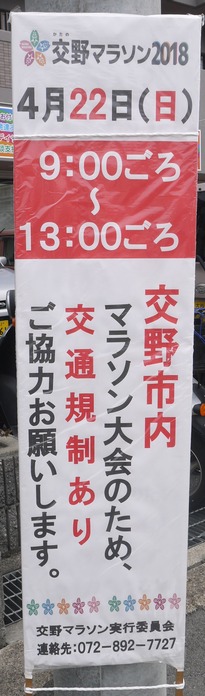 かたの
交野マラソン2018
4月22日(日)
9:00ごろ
~
13:00ごろ
交野市内
マラソン大会のため、
交通規制あり
ご協力お願いします。
交野マラソン実行委員会
連絡先:072-892-7727